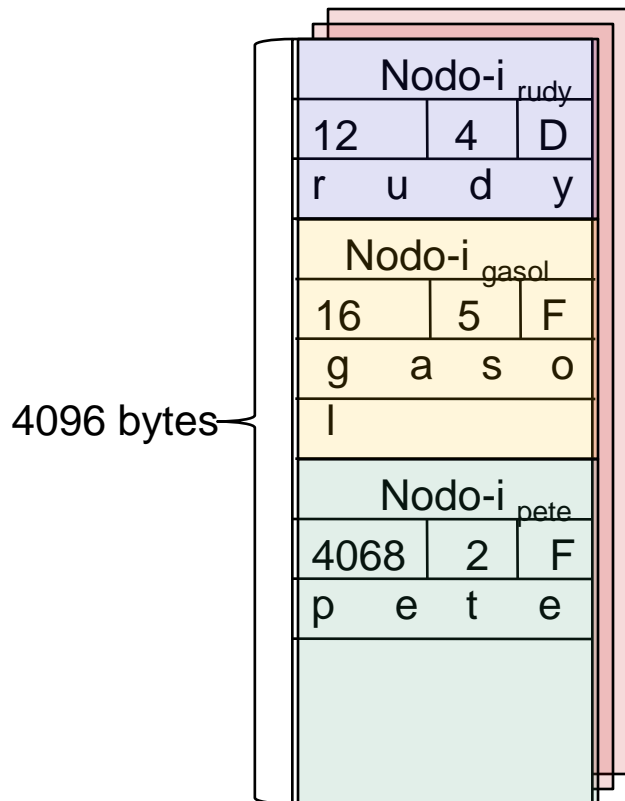 Nodo-i rudy
12 4 D
r u d y
Nodo-i gasol
16 5 F
g a s o
4096 bytes
l
Nodo-i pete
4068 2 F
p e t e